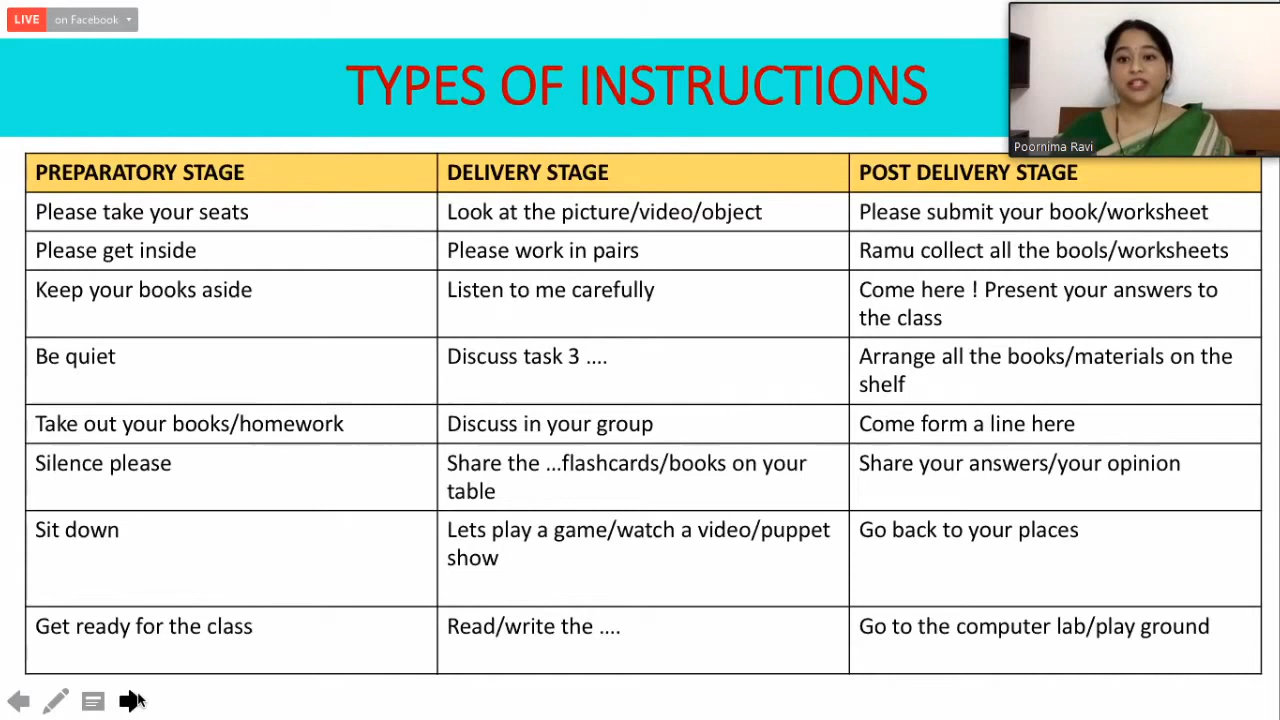 LIVE on Facebook
TYPES OF INSTRUCTIONS
Poornima Ravi
PREPARATORY STAGE DELIVERY STAGE POST DELIVERY STAGE
Please take your seats Look at the picture/video/object Please submit your book/worksheet
Please get inside Please work in pairs Ramu collect all the bools/worksheets
Keep your books aside Listen to me carefully Come here ! Present your answers to
the class
Be quiet Discuss task 3 .... Arrange all the books/materials on the
shelf
Take out your books/homework Discuss in your group Come form a line here
Silence please Share the ...flashcards/books on your Share your answers/your opinion
table
Sit down Lets play a game/watch a video/puppet Go back to your places
show
Get ready for the class Read/write the .... Go to the computer lab/play ground